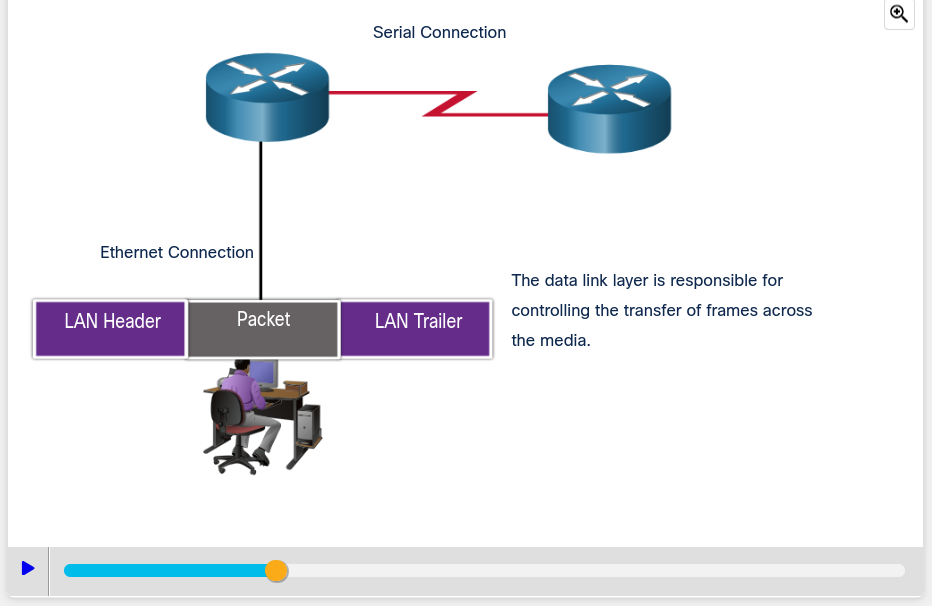 Serial Connection
Ethernet Connection
LAN Header
Packet
LAN Trailer
The data link layer is responsible for
controlling the transfer of frames across
the media.